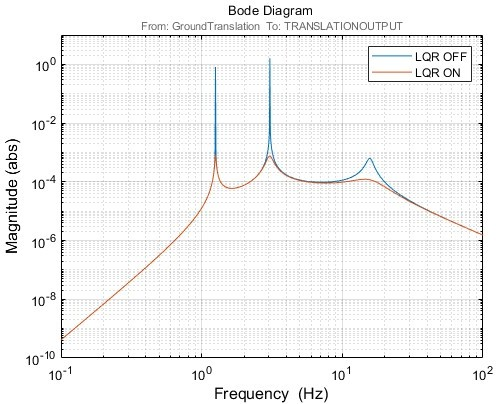 Bode Diagram
From: GroundTranslation To: TRANSLATIONOUTPUT
LQR OFF
LQR ON
Magnitude (abs)
10^0
10^-2
10^-4
10^-6
10^-8
10^-10
10^-1
10^0
10^1
10^2
Frequency (Hz)